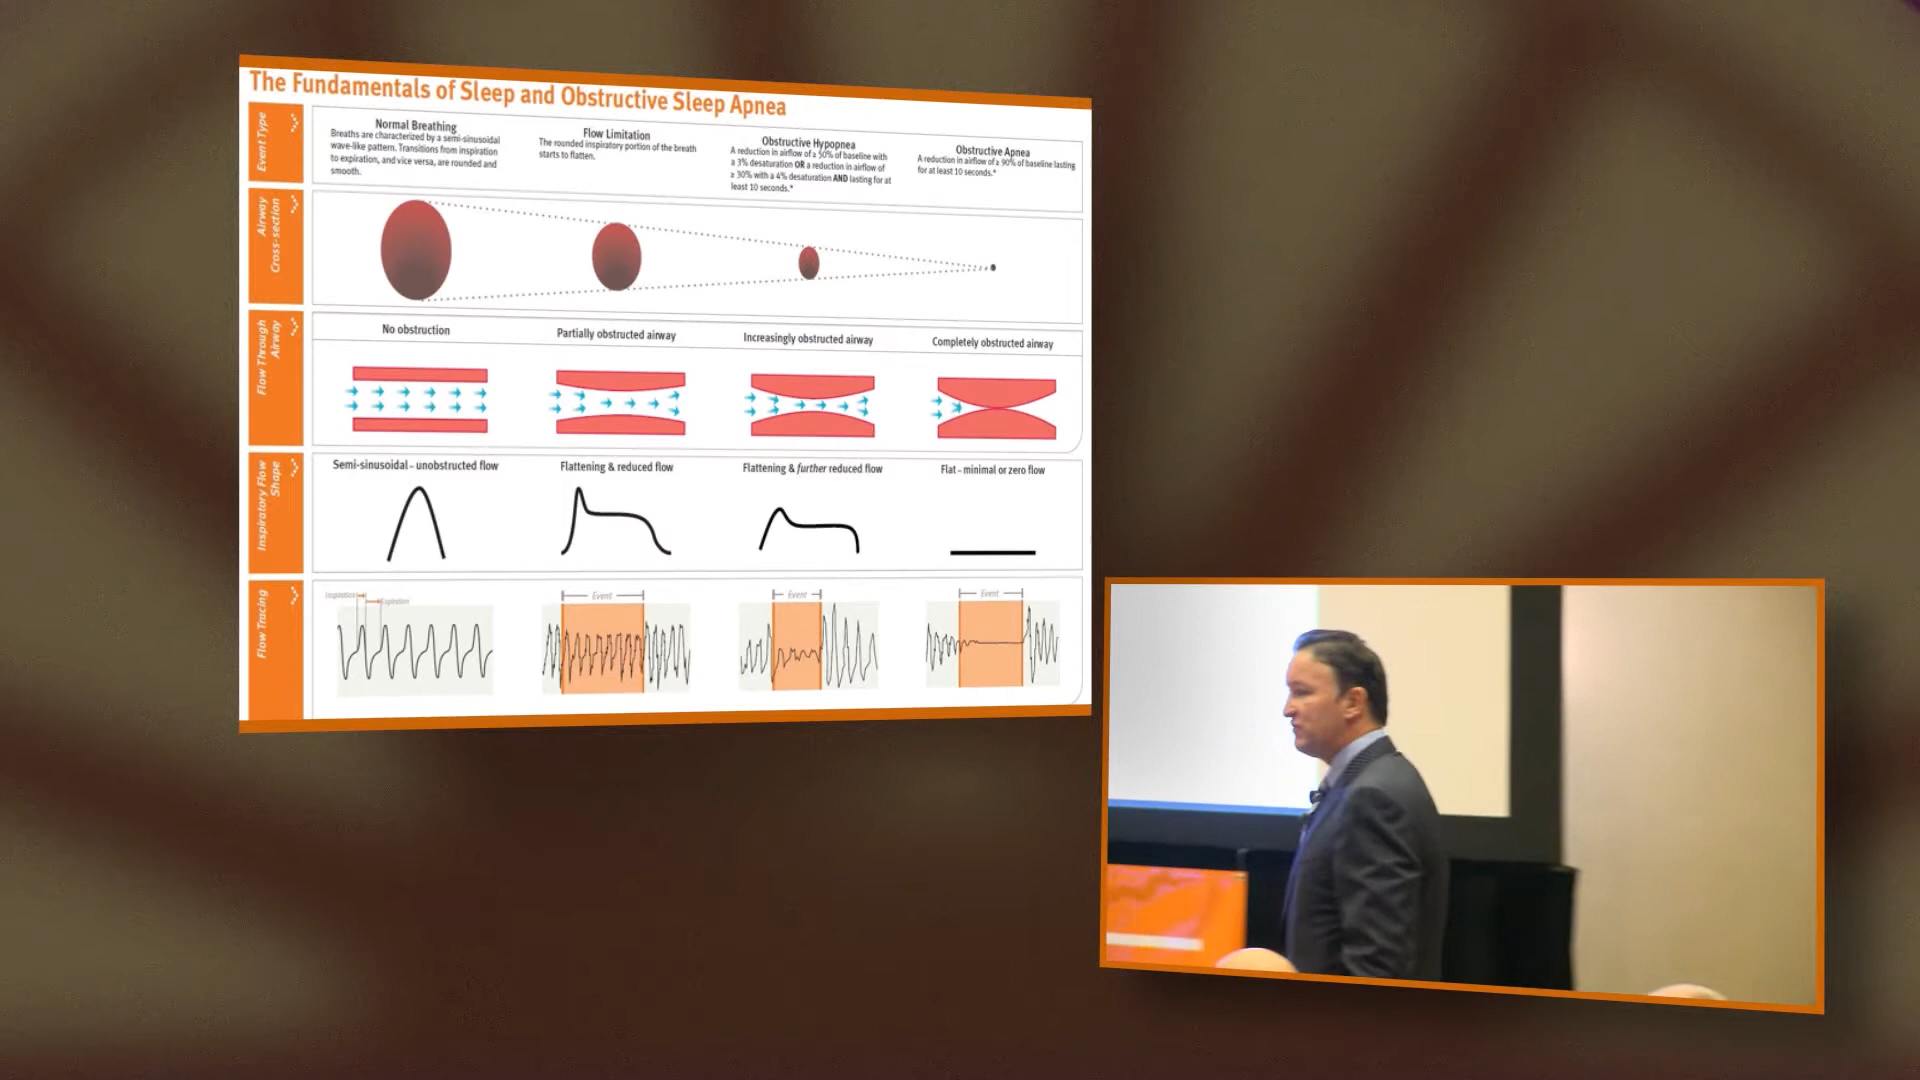 The Fundamentals of Sleep and Obstructive Sleep Apnea
Event Type
Normal Breathing
Breaths are characterized by a semi-sinusoidal
wave-like pattern. Transitions from inspiration
to expiration, and vice versa, are rounded and
smooth.
Flow Limitation
The rounded inspiratory portion of the breath
starts to flatten.
Obstructive Hypopnea
A reduction in airflow of ≥ 50% of baseline with
a 3% desaturation OR a reduction in airflow of
≥ 30% with a 4% desaturation AND lasting for at
least 10 seconds.*
Obstructive Apnea
A reduction in airflow of ≥ 90% of baseline lasting
for at least 10 seconds.*
Airway
Cross-section
Flow Through
Airway
No obstruction
Partially obstructed airway
Increasingly obstructed airway
Completely obstructed airway
Inspiratory Flow
Shape
Semi-sinusoidal – unobstructed flow
Flattening & reduced flow
Flattening & further reduced flow
Flat – minimal or zero flow
Flow Tracing
Inspiration
Expiration
Event
Event
Event